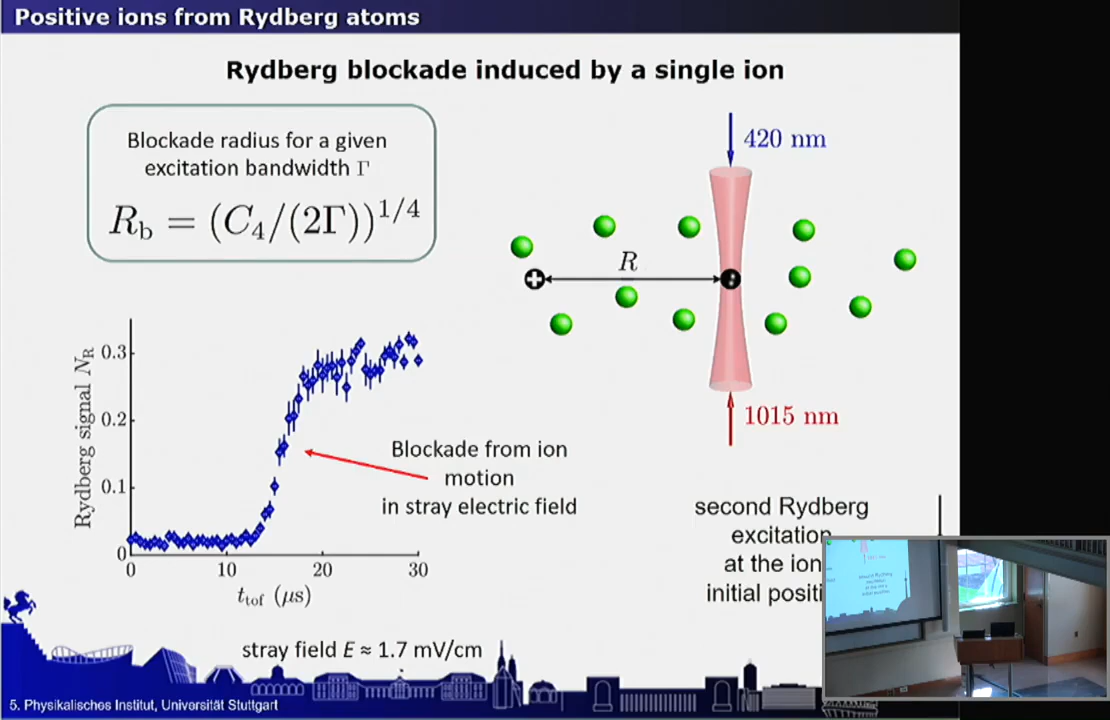 Positive ions from Rydberg atoms
Rydberg blockade induced by a single ion
Blockade radius for a given
excitation bandwidth Γ
R_b = (C_4/(2Γ))^{1/4}
420 nm
R
1015 nm
Rydberg signal N_R
0.3
0.2
0.1
0
0 10 20 30
t_tof (μs)
Blockade from ion
motion
in stray electric field
second Rydberg
excitation
at the ion
initial positi
stray field E ≈ 1.7 mV/cm
5. Physikalisches Institut, Universität Stuttgart